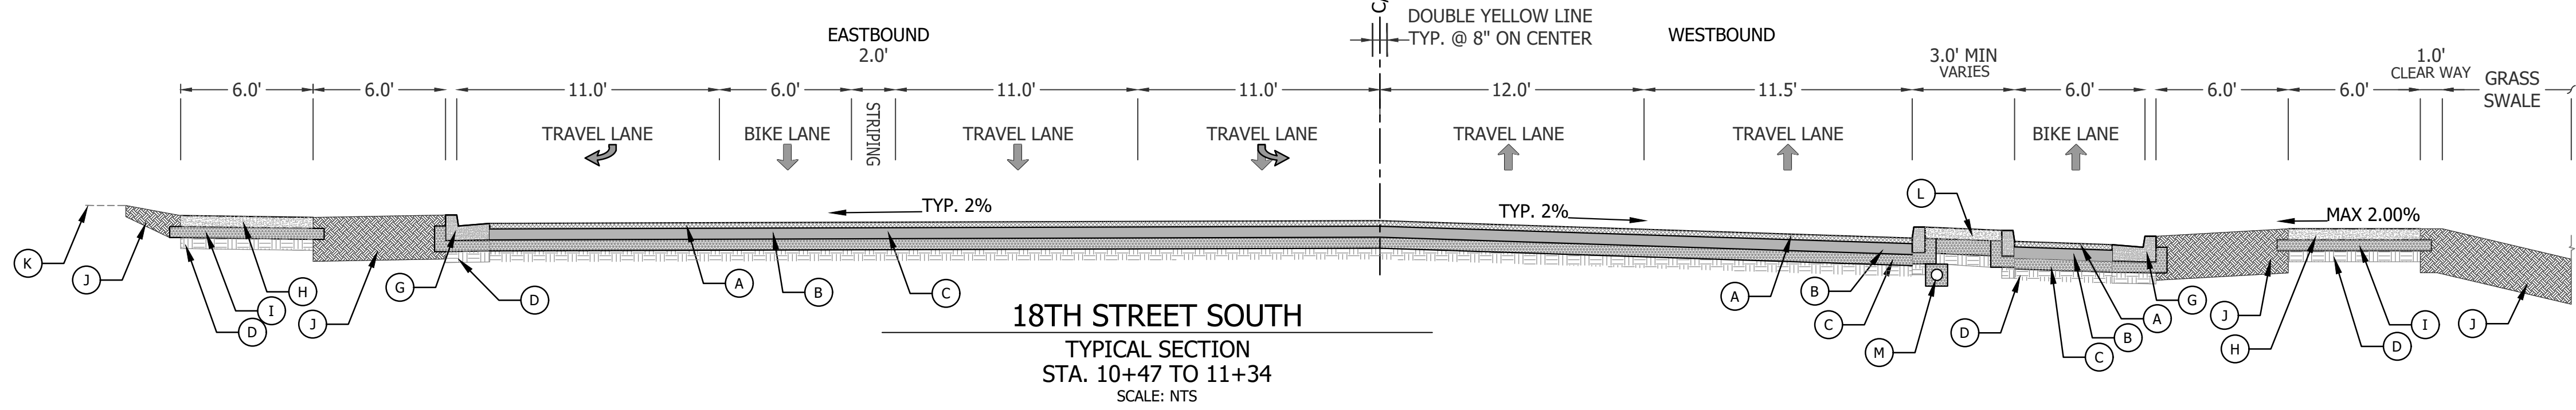 DOUBLE YELLOW LINE
TYP. @ 8" ON CENTER
EASTBOUND
2.0'
WESTBOUND
3.0' MIN
VARIES
1.0'
CLEAR WAY
GRASS
SWALE
6.0' 6.0' 11.0' 6.0' 11.0' 11.0' 12.0' 11.5' 6.0' 6.0' 6.0'
TRAVEL LANE BIKE LANE STRIPING TRAVEL LANE TRAVEL LANE TRAVEL LANE TRAVEL LANE BIKE LANE
TYP. 2% TYP. 2% MAX 2.00%
L
K J D I H J G D A B C A B C M D C B A G J H D I J
18TH STREET SOUTH
TYPICAL SECTION
STA. 10+47 TO 11+34
SCALE: NTS